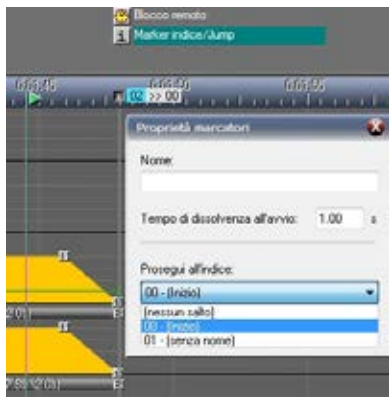 Blocco remoto
Marker indice/Jump
02 >> 00
Proprietà marcatori
Nome:
Tempo di dissolvenza all'avvio: 1.00 s
Prosegui all'indice:
00 - (Inizio)
(nessun salto)
00 - (Inizio)
01 - (senza nome)